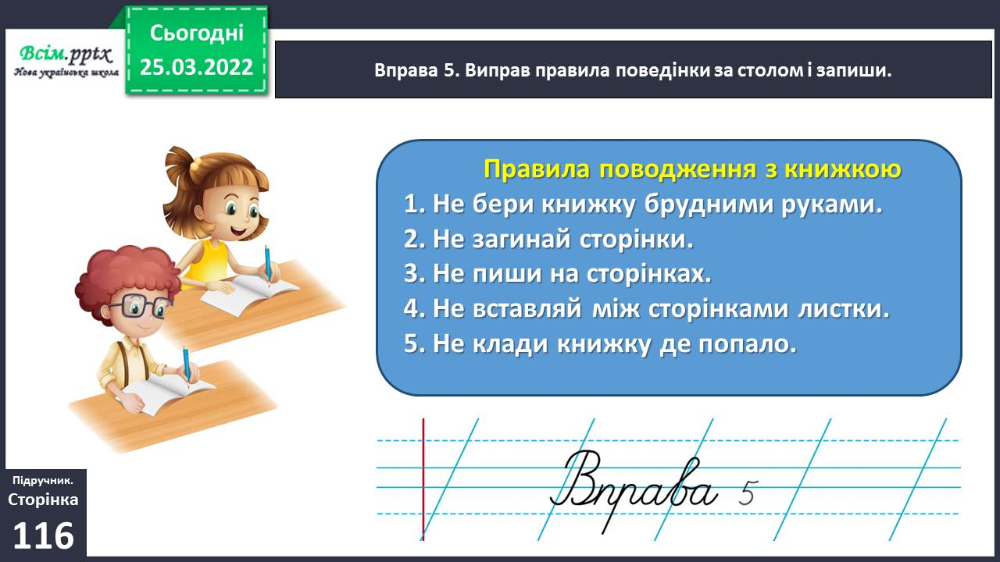 Всім.pptx
Нова українська школа
Сьогодні
25.03.2022
Вправа 5. Виправ правила поведінки за столом і запиши.
Правила поводження з книжкою
1. Не бери книжку брудними руками.
2. Не загинай сторінки.
3. Не пиши на сторінках.
4. Не вставляй між сторінками листки.
5. Не клади книжку де попало.
Вправа 5
Підручник.
Сторінка
116